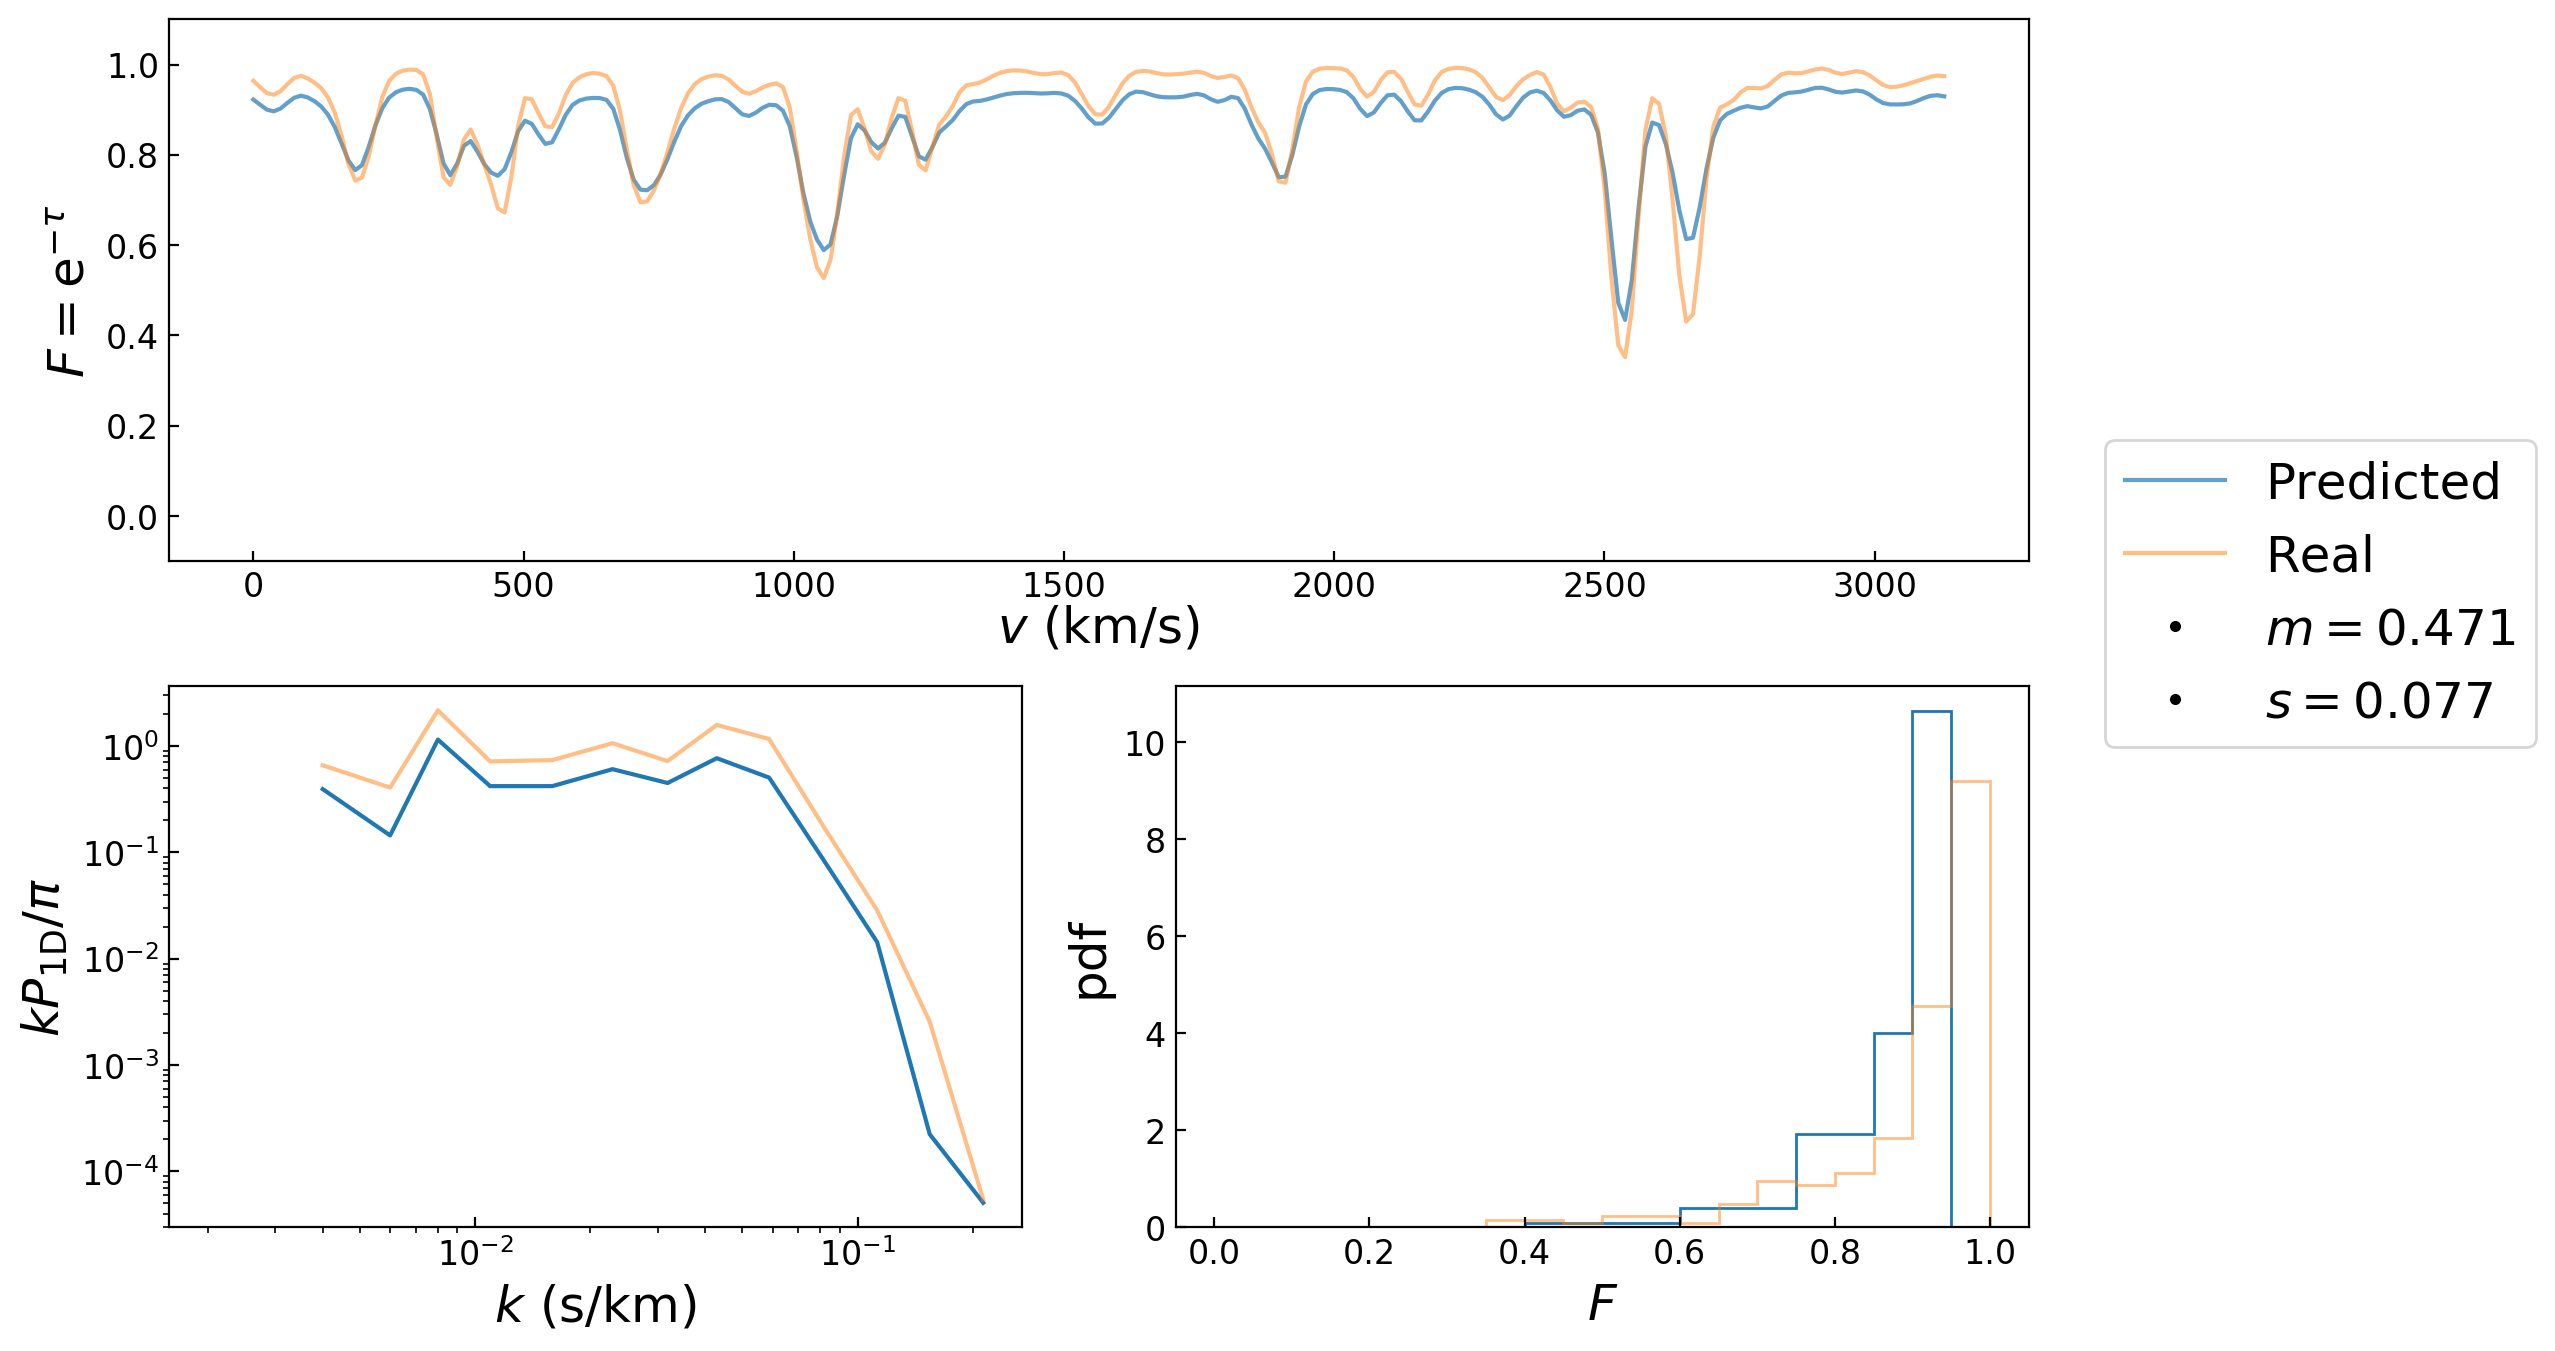 1.0
0.8
0.6
0.4
0.2
0.0
F = e^{-τ}
0 500 1000 1500 2000 2500 3000
v (km/s)
Predicted
Real
m = 0.471
s = 0.077
10^0
10^{-1}
10^{-2}
10^{-3}
10^{-4}
kP_{1D}/π
10^{-2} 10^{-1}
k (s/km)
10
8
6
4
2
0
pdf
0.0 0.2 0.4 0.6 0.8 1.0
F